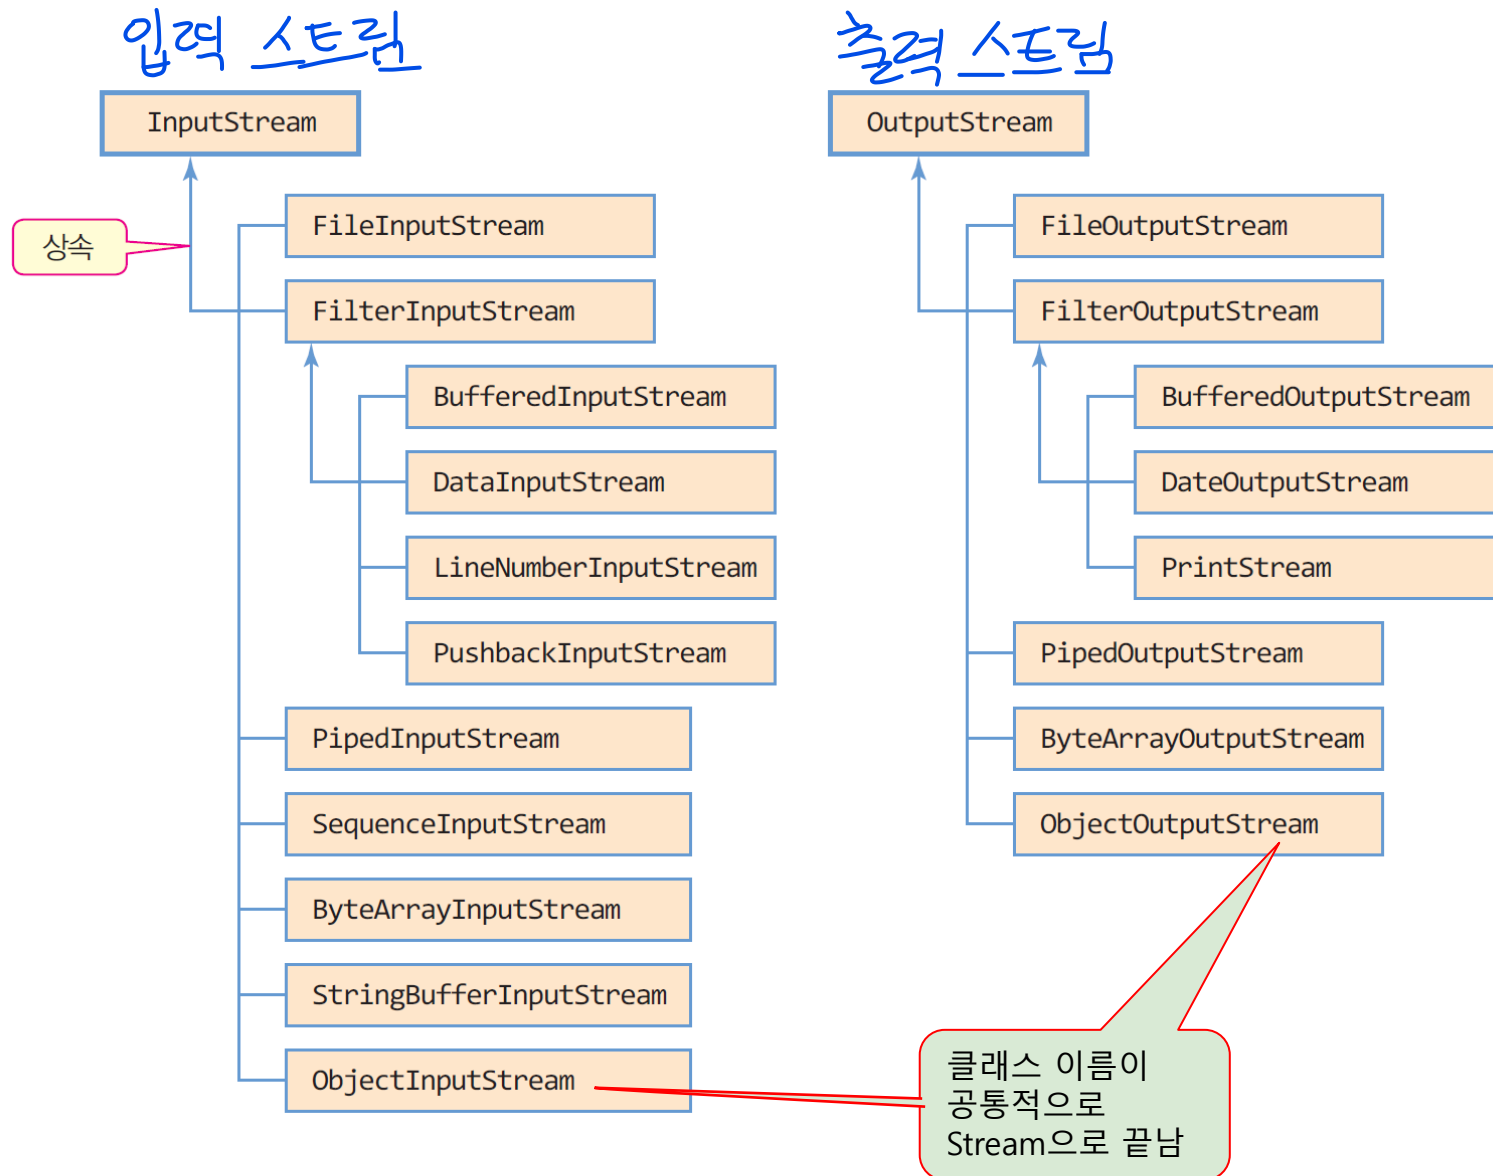 입력 스트림
InputStream
상속
FileInputStream
FilterInputStream
BufferedInputStream
DataInputStream
LineNumberInputStream
PushbackInputStream
PipedInputStream
SequenceInputStream
ByteArrayInputStream
StringBufferInputStream
ObjectInputStream
출력 스트림
OutputStream
FileOutputStream
FilterOutputStream
BufferedOutputStream
DateOutputStream
PrintStream
PipedOutputStream
ByteArrayOutputStream
ObjectOutputStream
클래스 이름이
공통적으로
Stream으로 끝남